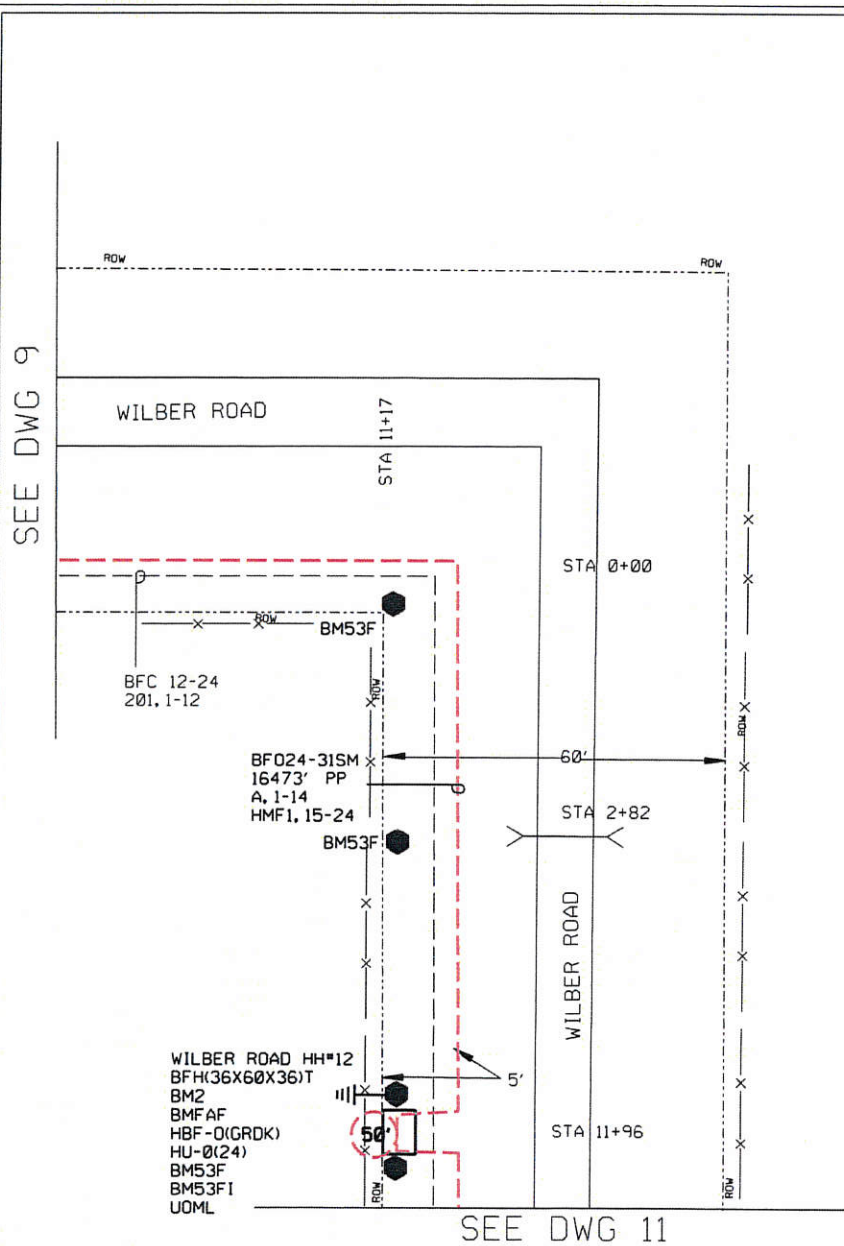 ROW
ROW
SEE DWG 9
WILBER ROAD
STA 11+17
STA 0+00
ROW
BM53F
BFC 12-24
201, 1-12
ROW
BFO24-31SM
16473' PP
A, 1-14
HMF1, 15-24
60'
ROW
STA 2+82
BM53F
WILBER ROAD
WILBER ROAD HH#12
BFH(36X60X36)T
BM2
BMFAF
HBF-O(GRDK)
HU-0(24)
BM53F
BM53FI
UOML
5'
50'
STA 11+96
ROW
ROW
SEE DWG 11